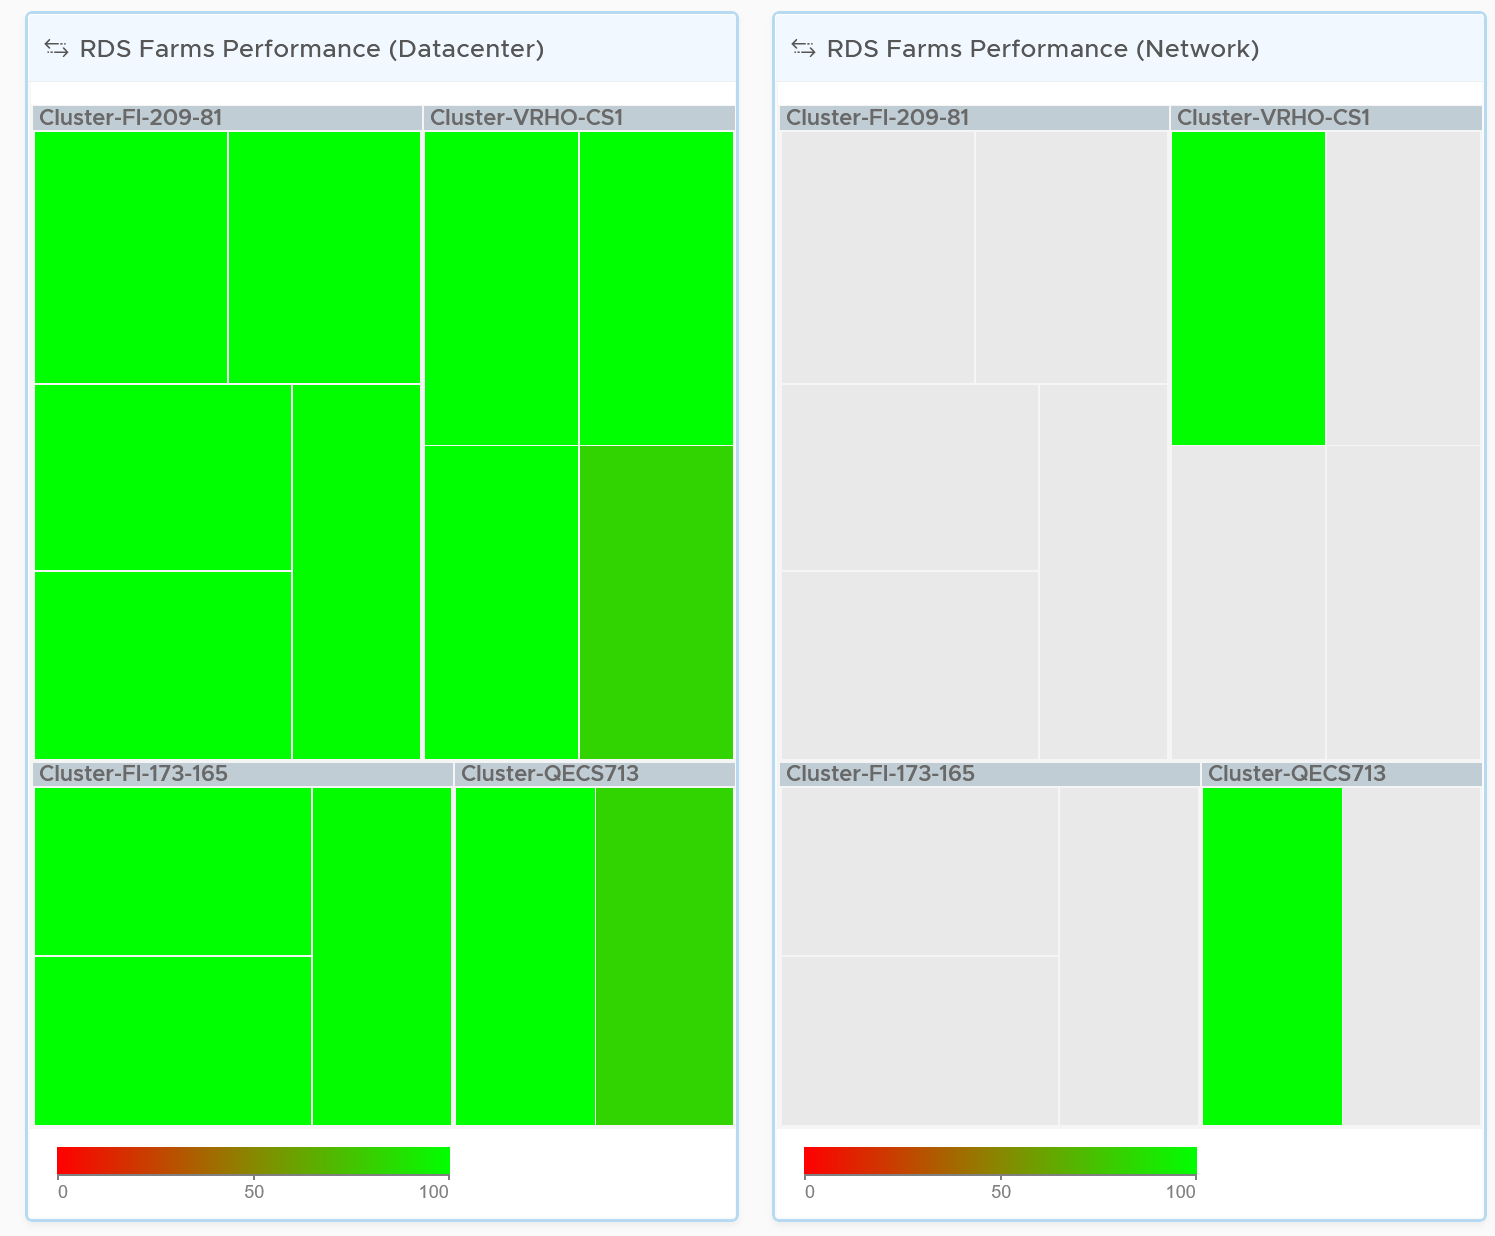 RDS Farms Performance (Datacenter)
Cluster-FI-209-81
Cluster-VRHO-CS1
Cluster-FI-173-165
Cluster-QECS713
0
50
100
RDS Farms Performance (Network)
Cluster-FI-209-81
Cluster-VRHO-CS1
Cluster-FI-173-165
Cluster-QECS713
0
50
100